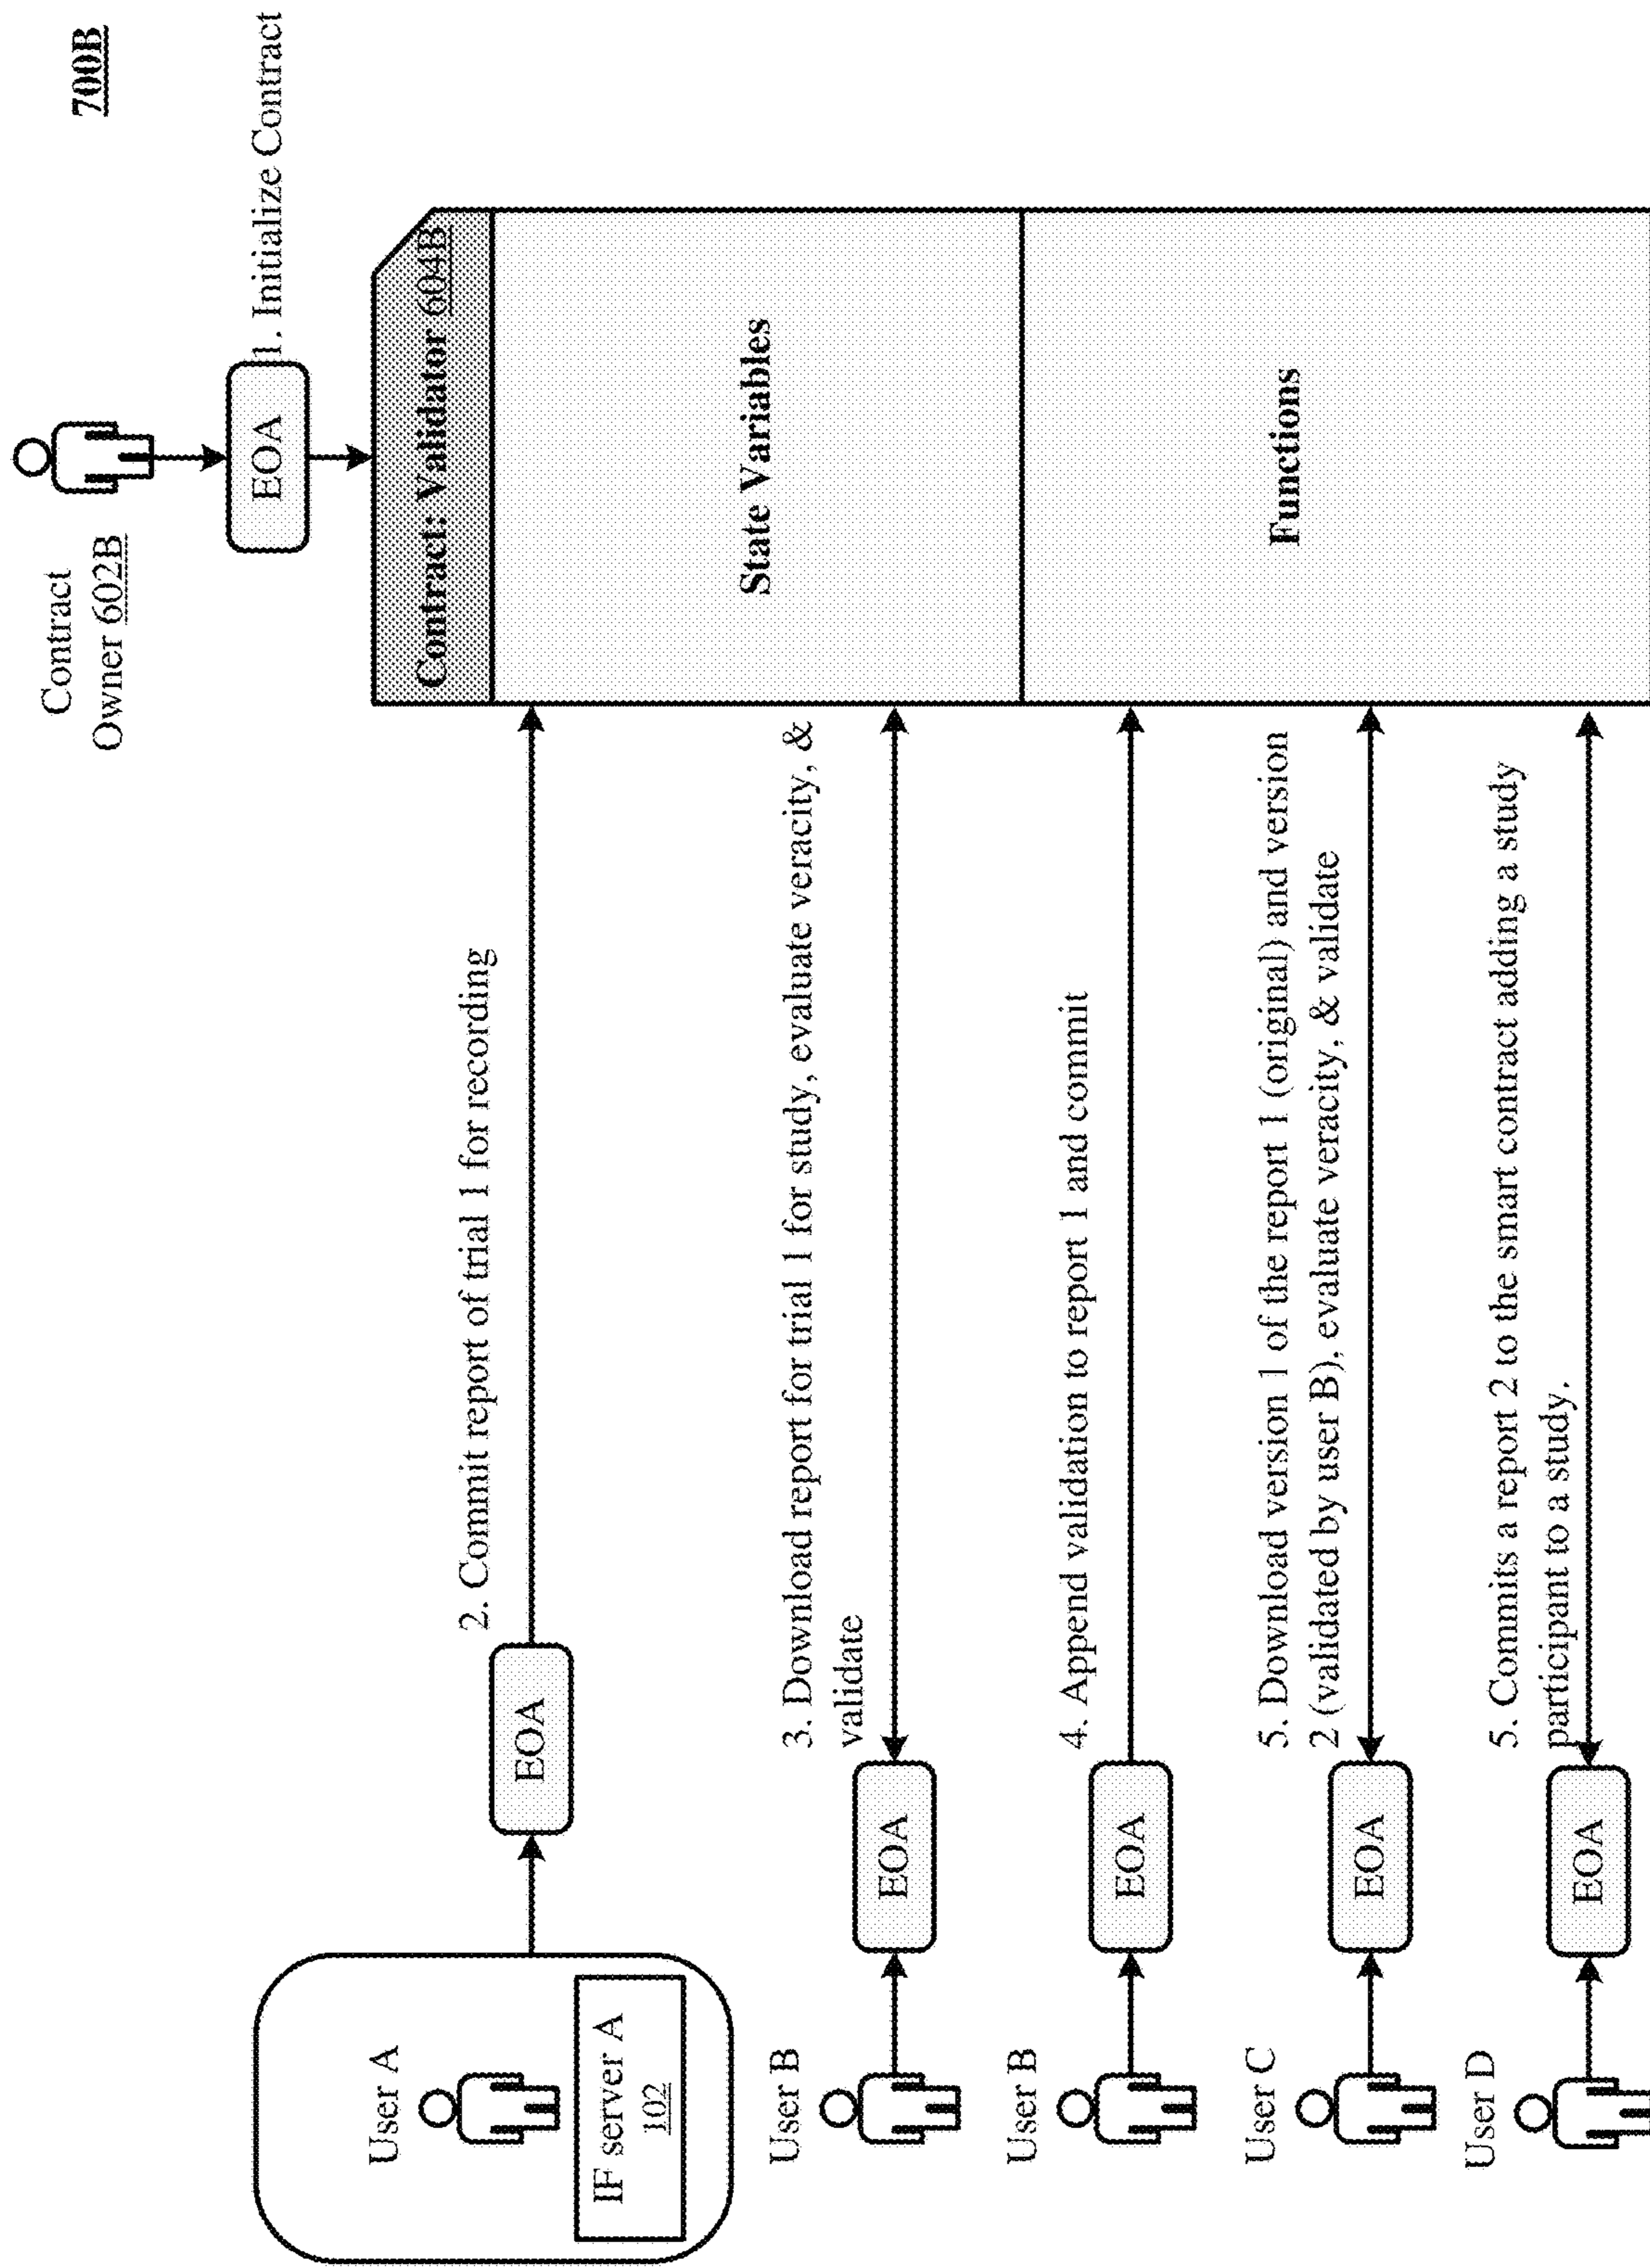 700B
Contract
Owner 602B
EOA
1. Initialize Contract
Contract: Validator 604B
State Variables
Functions
User A
IF server A
102
EOA
2. Commit report of trial 1 for recording
User B
EOA
3. Download report for trial 1 for study, evaluate veracity, &
validate
User B
EOA
4. Append validation to report 1 and commit
User C
EOA
5. Download version 1 of the report 1 (original) and version
2 (validated by user B), evaluate veracity, & validate
User D
EOA
5. Commits a report 2 to the smart contract adding a study
participant to a study.